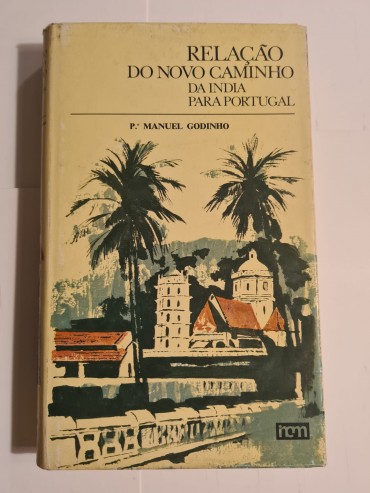 RELAÇÃO
DO NOVO CAMINHO
DA INDIA
PARA PORTUGAL
P.ᵉ MANUEL GODINHO
incm